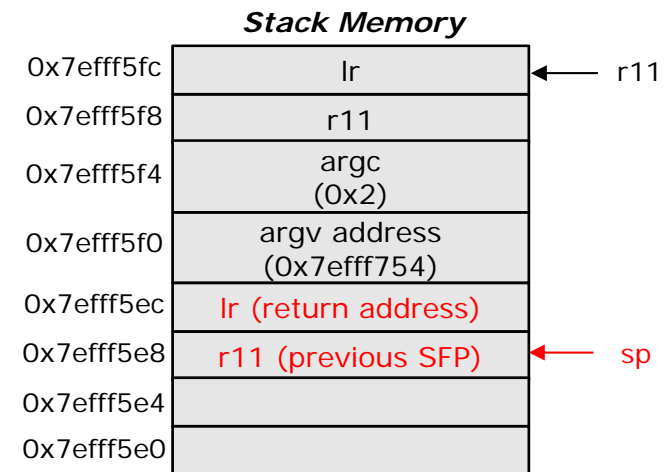 Stack Memory
0x7efff5fc lr r11
0x7efff5f8 r11
0x7efff5f4 argc
(0x2)
0x7efff5f0 argv address
(0x7efff754)
0x7efff5ec lr (return address)
0x7efff5e8 r11 (previous SFP) sp
0x7efff5e4
0x7efff5e0